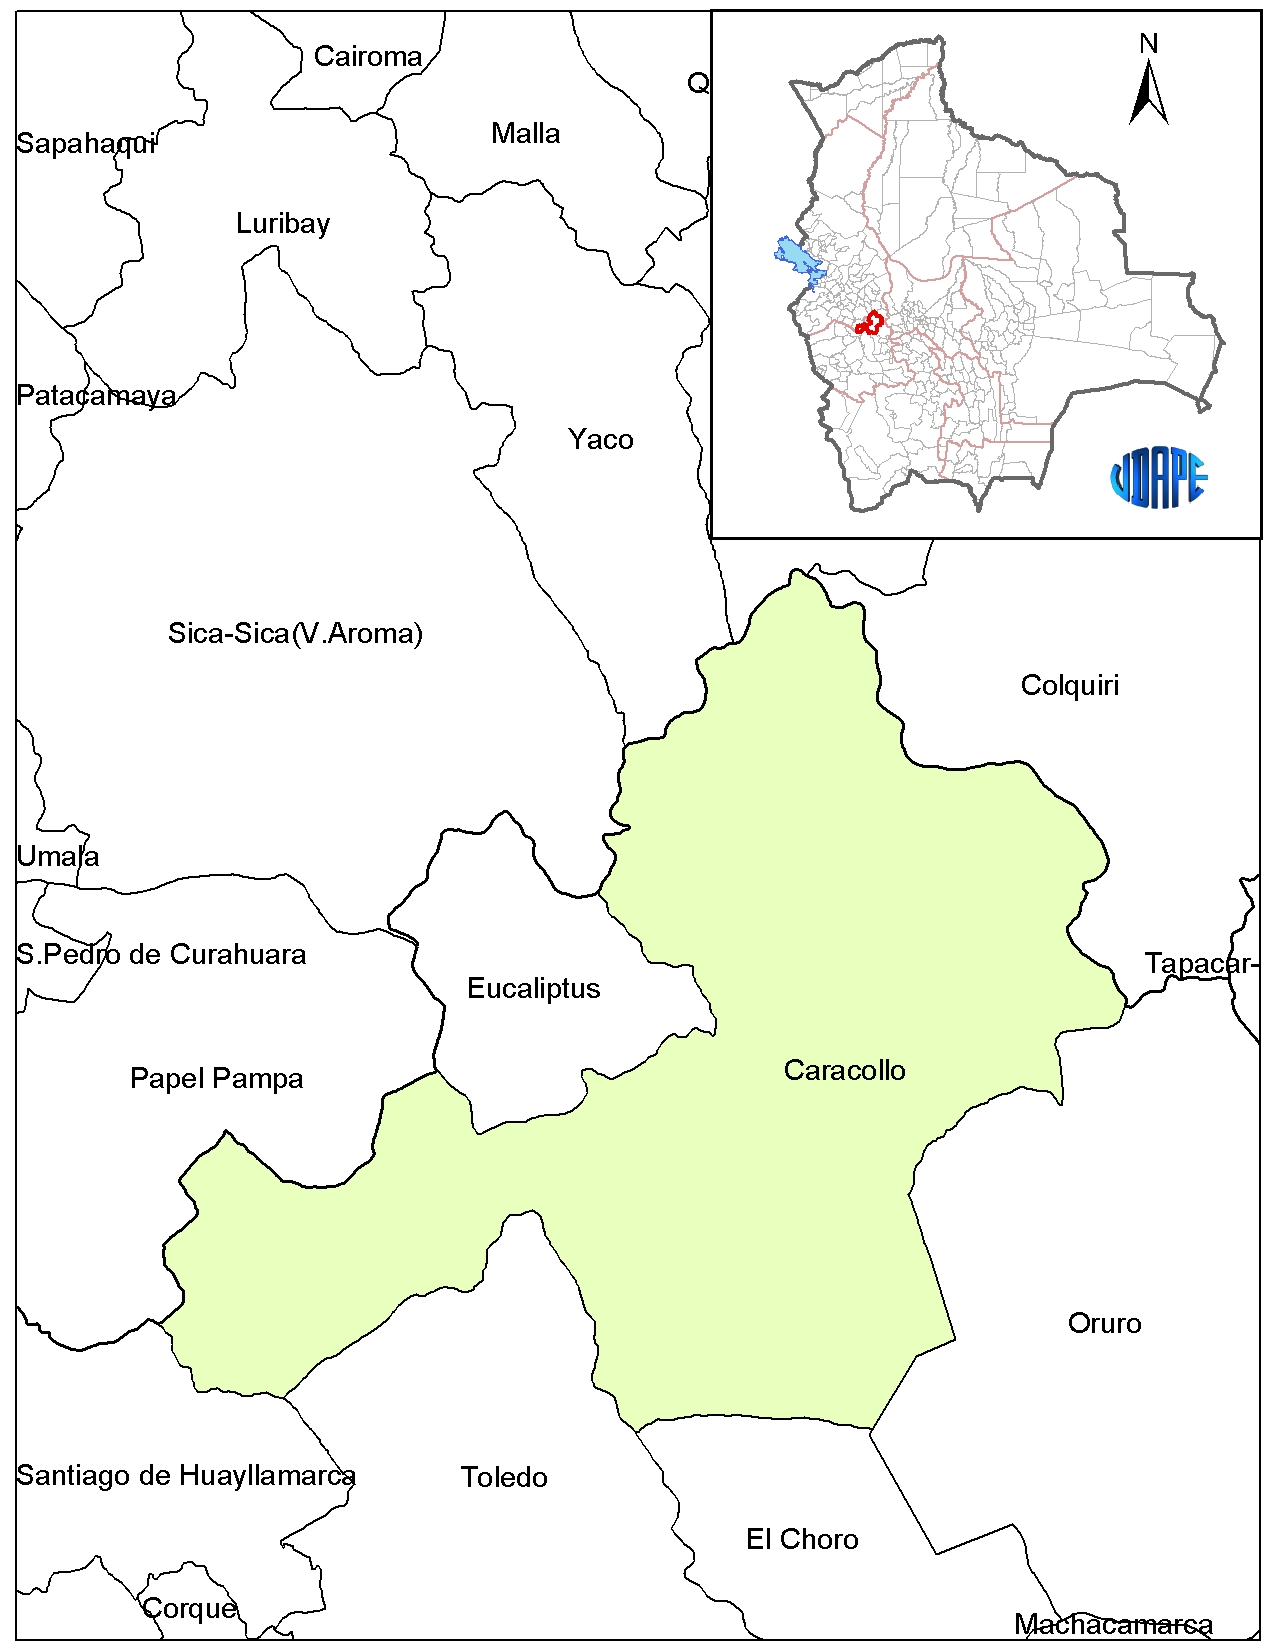 Cairoma
Q
N
Malla
Sapahaqui
Luribay
Patacamaya
Yaco
UDAPE
Sica-Sica(V.Aroma)
Colquiri
Umala
S.Pedro de Curahuara
Tapacar-
Eucaliptus
Caracollo
Papel Pampa
Oruro
Santiago de Huayllamarca
Toledo
El Choro
Corque
Machacamarca